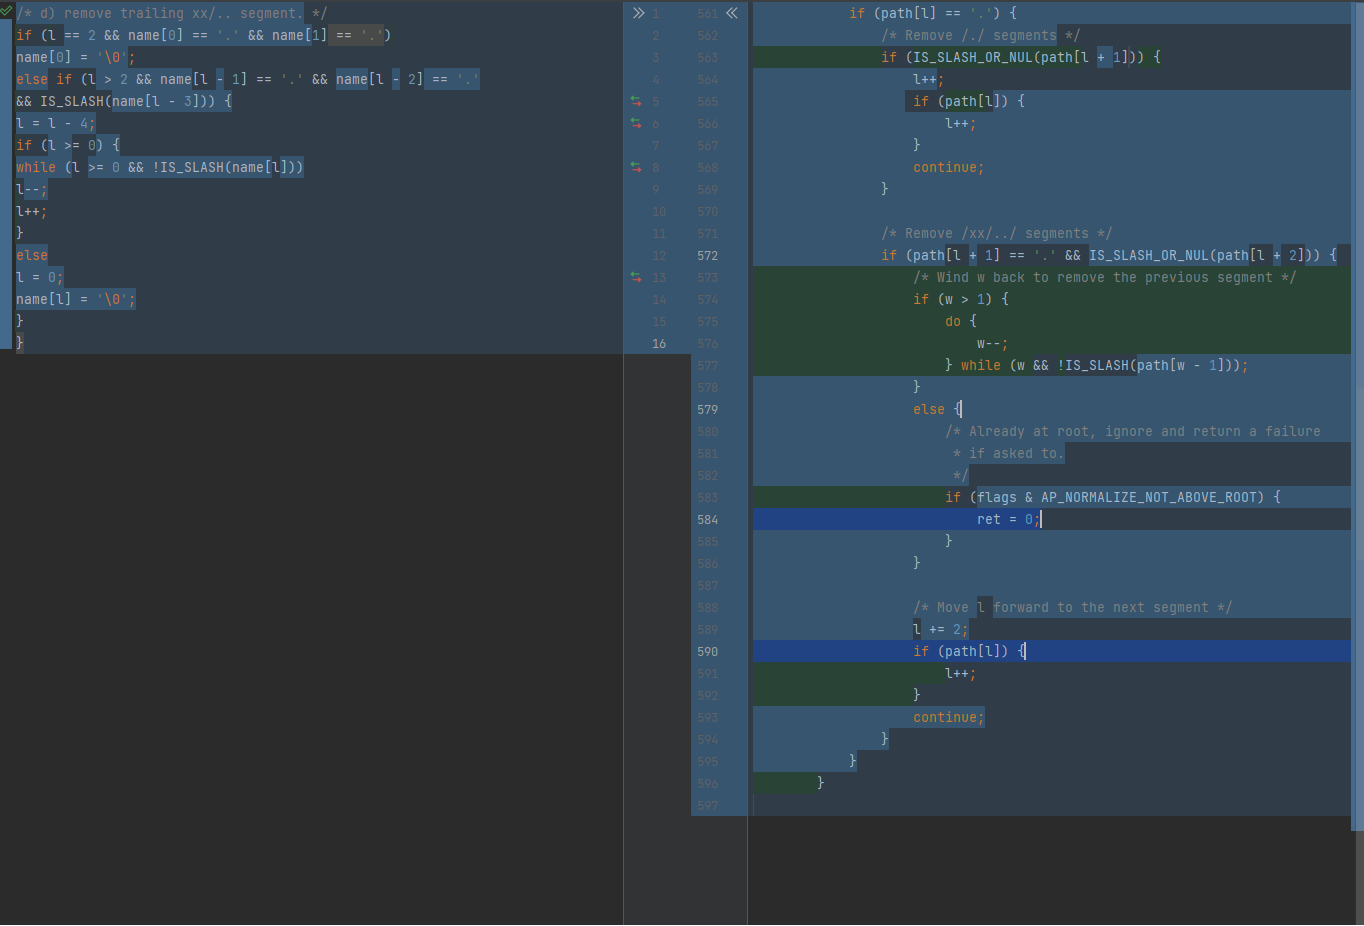 /* d) remove trailing xx/.. segment. */
if (l == 2 && name[0] == '.' && name[1] == '.')
name[0] = '\0';
else if (l > 2 && name[l - 1] == '.' && name[l - 2] == '.'
&& IS_SLASH(name[l - 3])) {
l = l - 4;
if (l >= 0) {
while (l >= 0 && !IS_SLASH(name[l]))
l--;
l++;
}
else
l = 0;
name[l] = '\0';
}
}
1
2
3
4
5
6
7
8
9
10
11
12
13
14
15
16
561 if (path[l] == '.') {
562 /* Remove /./ segments */
563 if (IS_SLASH_OR_NUL(path[l + 1])) {
564 l++;
565 if (path[l]) {
566 l++;
567 }
568 continue;
569 }
570
571 /* Remove /xx/../ segments */
572 if (path[l + 1] == '.' && IS_SLASH_OR_NUL(path[l + 2])) {
573 /* Wind w back to remove the previous segment */
574 if (w > 1) {
575 do {
576 w--;
577 } while (w && !IS_SLASH(path[w - 1]));
578 }
579 else {
580 /* Already at root, ignore and return a failure
581 * if asked to.
582 */
583 if (flags & AP_NORMALIZE_NOT_ABOVE_ROOT) {
584 ret = 0;
585 }
586 }
587
588 /* Move l forward to the next segment */
589 l += 2;
590 if (path[l]) {
591 l++;
592 }
593 continue;
594 }
595 }
596 }
597